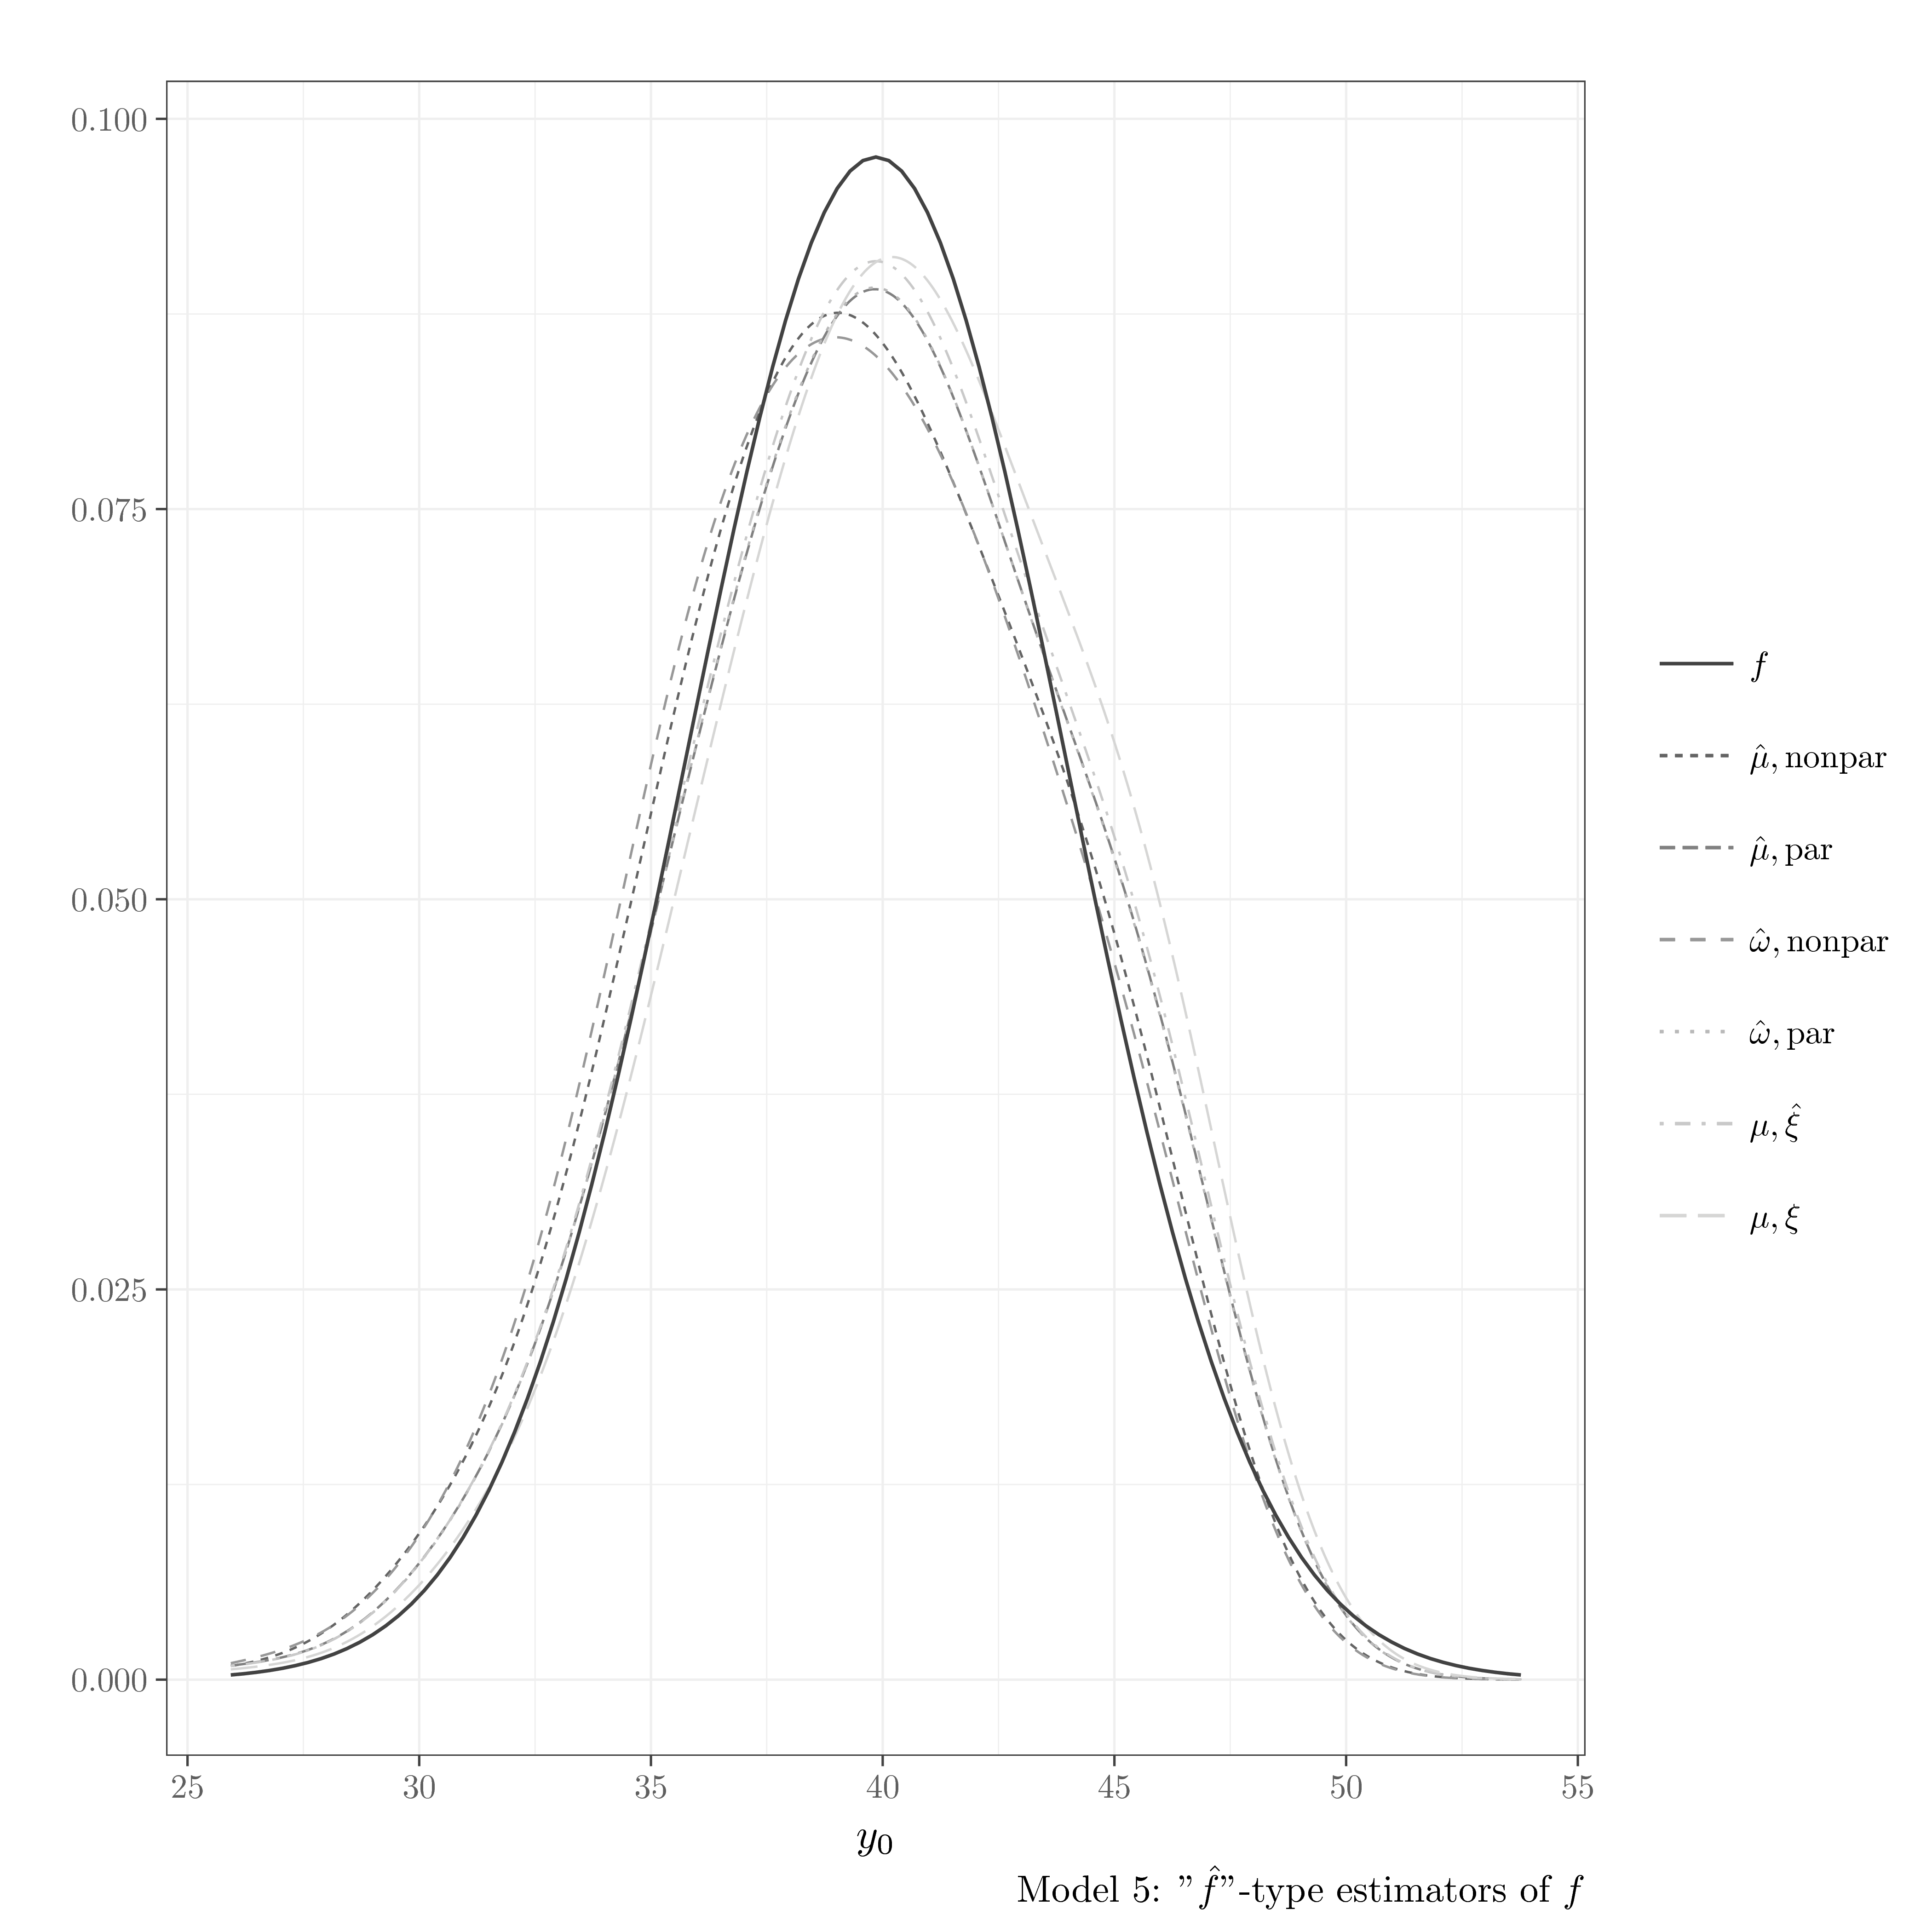 0.100
0.075
0.050
0.025
0.000
25 30 35 40 45 50 55
y₀
f
μ̂, nonpar
μ̂, par
ω̂, nonpar
ω̂, par
μ, ξ̂
μ, ξ
Model 5: ”f̂”-type estimators of f